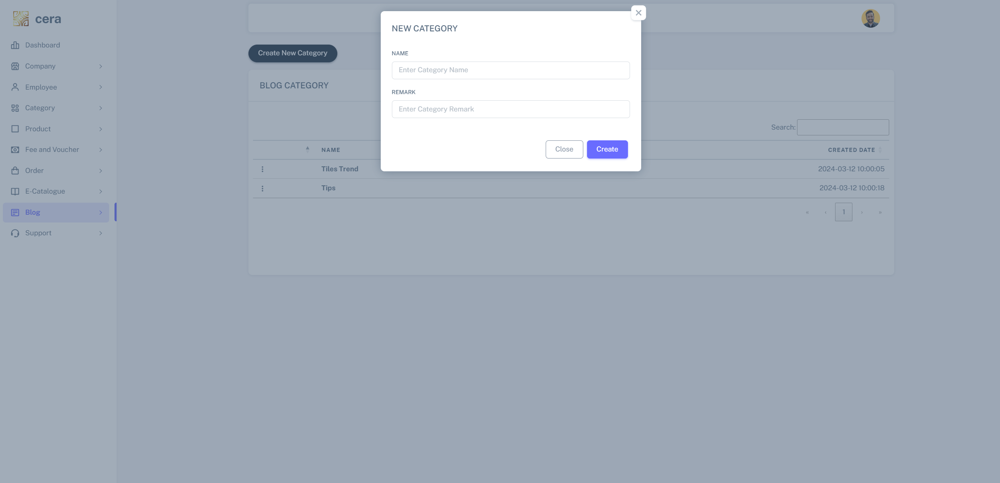 cera
Dashboard
Company
Employee
Category
Product
Fee and Voucher
Order
E-Catalogue
Blog
Support
Create New Category
BLOG CATEGORY
Search:
NAME
CREATED DATE
Tiles Trend
2024-03-12 10:00:05
Tips
2024-03-12 10:00:18
« ‹ 1 › »
NEW CATEGORY
NAME
Enter Category Name
REMARK
Enter Category Remark
Close
Create